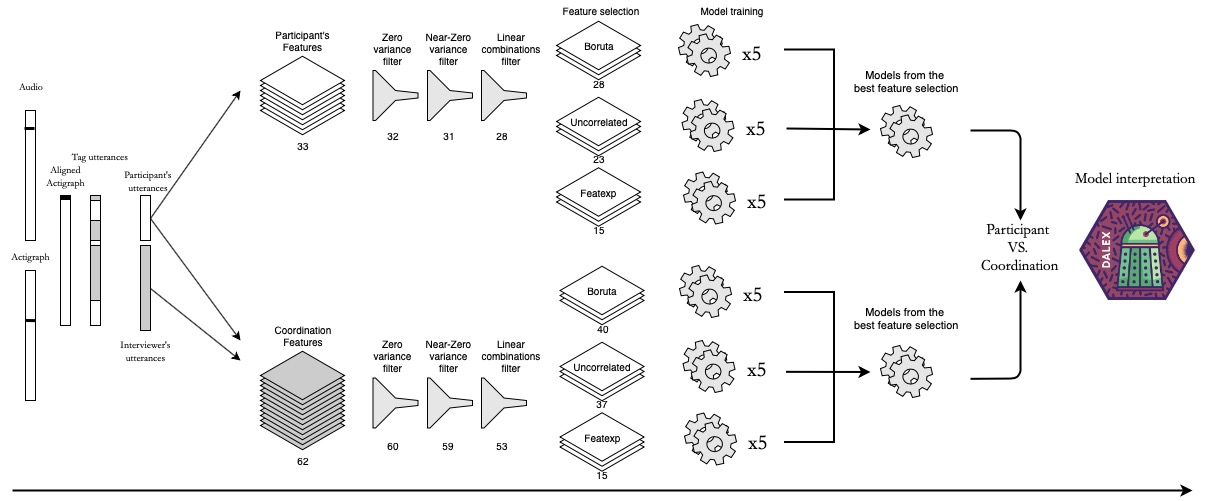 Audio
Actigraph
Aligned
Actigraph
Tag utterances
Participant's
utterances
Interviewer's
utterances
Participant's
Features
33
Zero
variance
filter
32
Near-Zero
variance
filter
31
Linear
combinations
filter
28
Feature selection
Boruta
28
Uncorrelated
23
Featexp
15
Model training
x5
x5
x5
Models from the
best feature selection
Coordination
Features
62
Zero
variance
filter
60
Near-Zero
variance
filter
59
Linear
combinations
filter
53
Boruta
40
Uncorrelated
37
Featexp
15
x5
x5
x5
Models from the
best feature selection
Participant
VS.
Coordination
Model interpretation
DALEX